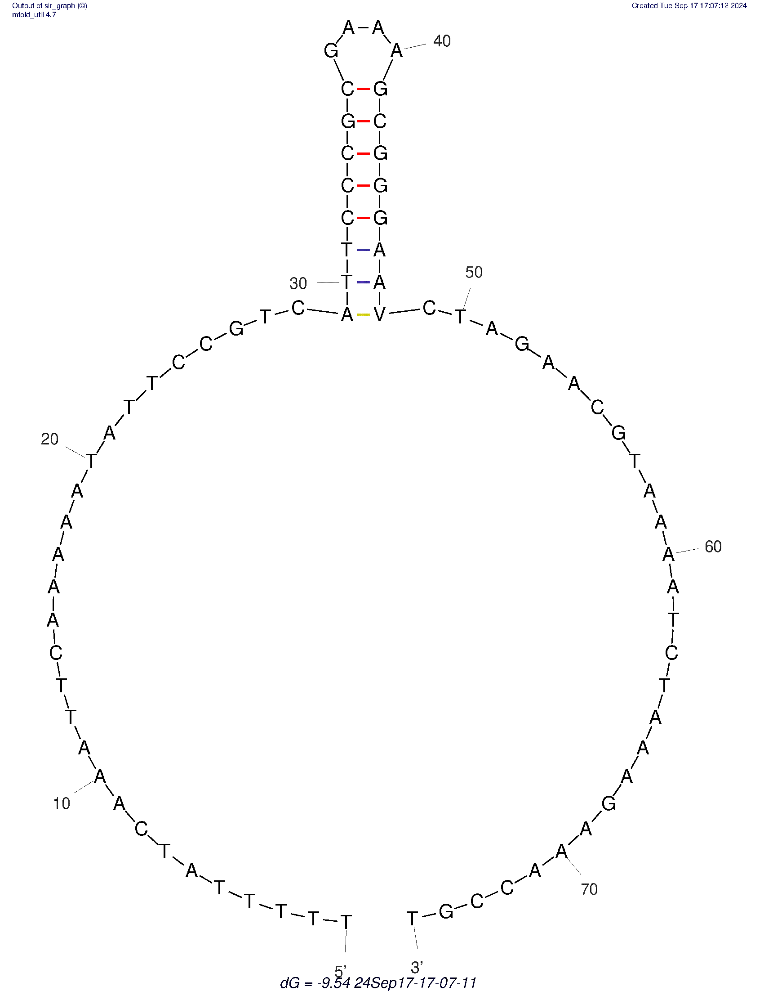 Output of sir_graph (©)
Created Tue Sep 17 17:07:12 2024
mfold_util 4.7
A A
G A 40
C G
G C
C G
C G
C G
T A
50
30 T A
T C A V C T
G A
C G
C A
T A
T C
A G
20
T T
A A
A A
A A 60
A A
A T
C C
T T
T A
A A
A A
10 A G
C A
T A
A A
T C 70
T C
T G
T T T
5’ 3’
dG = -9.54 24Sep17-17-07-11